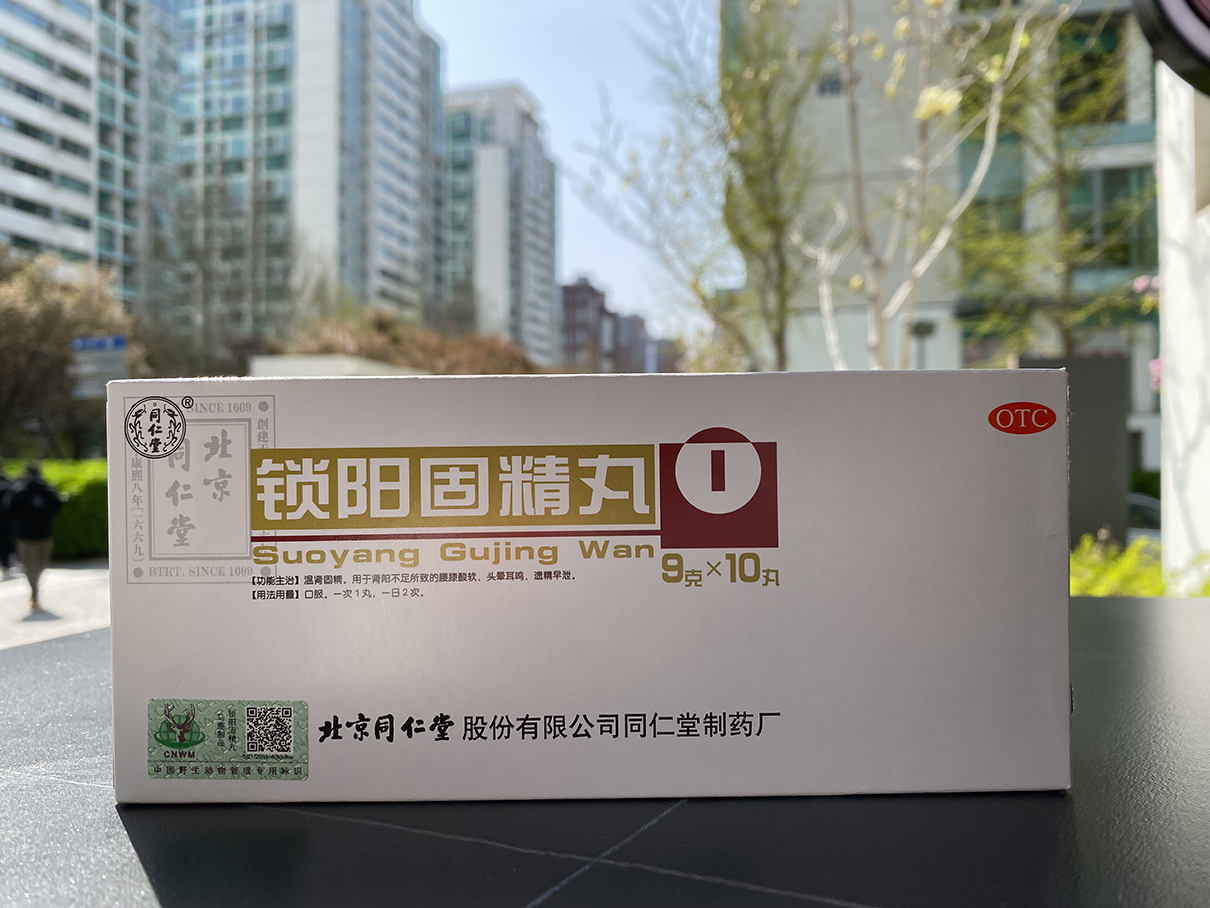 同仁堂®
SINCE 1669
北京
同仁堂
康熙八年〔一六六九〕
BTRT. SINCE 1669
OTC
锁阳固精丸
Suoyang Gujing Wan
9克×10丸
【功能主治】温肾固精。用于肾阳不足所致的腰膝酸软、头晕耳鸣、遗精早泄。
【用法用量】口服。一次1丸,一日2次。
CNWM
锁阳固精丸
中国野生动物管理专用标识
北京同仁堂 股份有限公司同仁堂制药厂